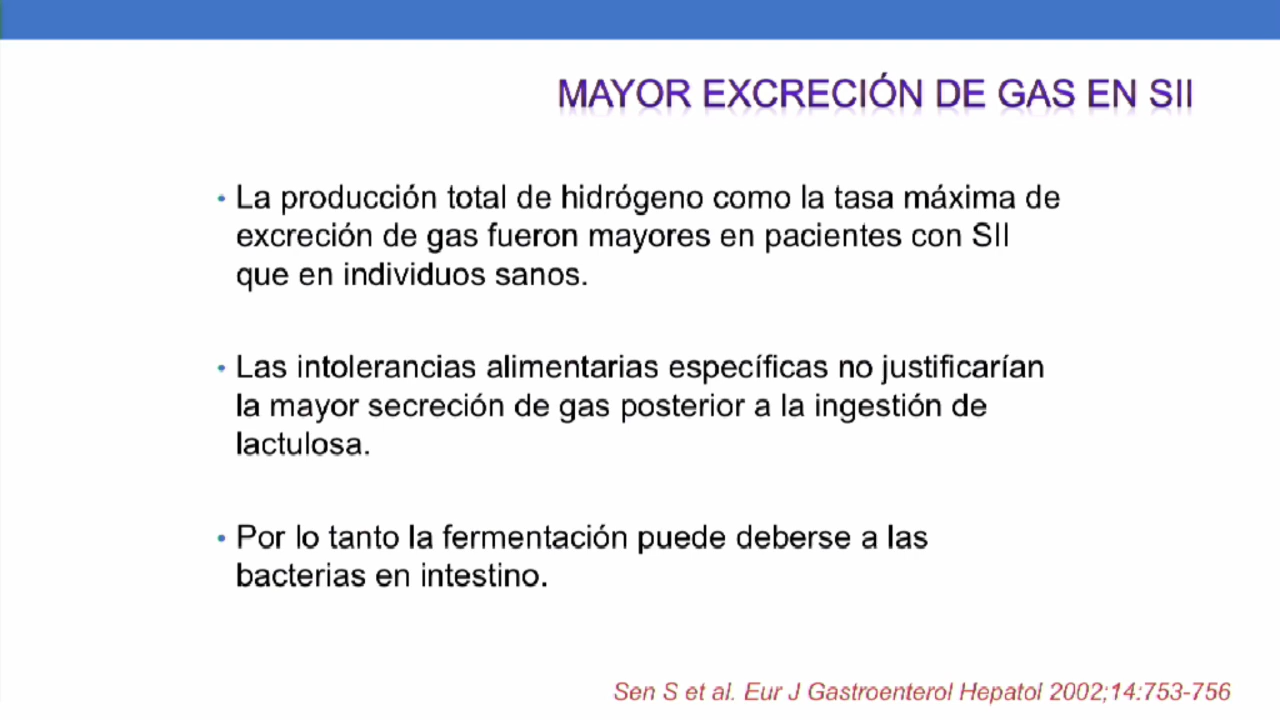 MAYOR EXCRECIÓN DE GAS EN SII
• La producción total de hidrógeno como la tasa máxima de
excreción de gas fueron mayores en pacientes con SII
que en individuos sanos.
• Las intolerancias alimentarias específicas no justificarían
la mayor secreción de gas posterior a la ingestión de
lactulosa.
• Por lo tanto la fermentación puede deberse a las
bacterias en intestino.
Sen S et al. Eur J Gastroenterol Hepatol 2002;14:753-756